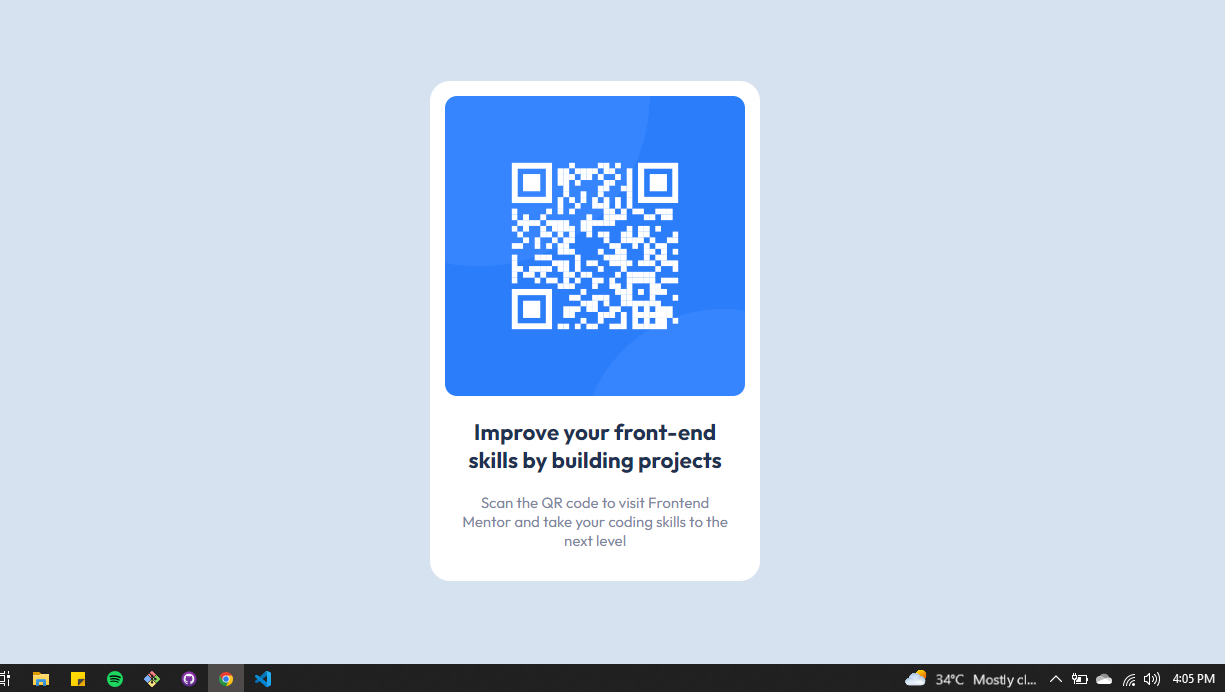 Improve your front-end
skills by building projects
Scan the QR code to visit Frontend
Mentor and take your coding skills to the
next level
34°C Mostly cl... 4:05 PM